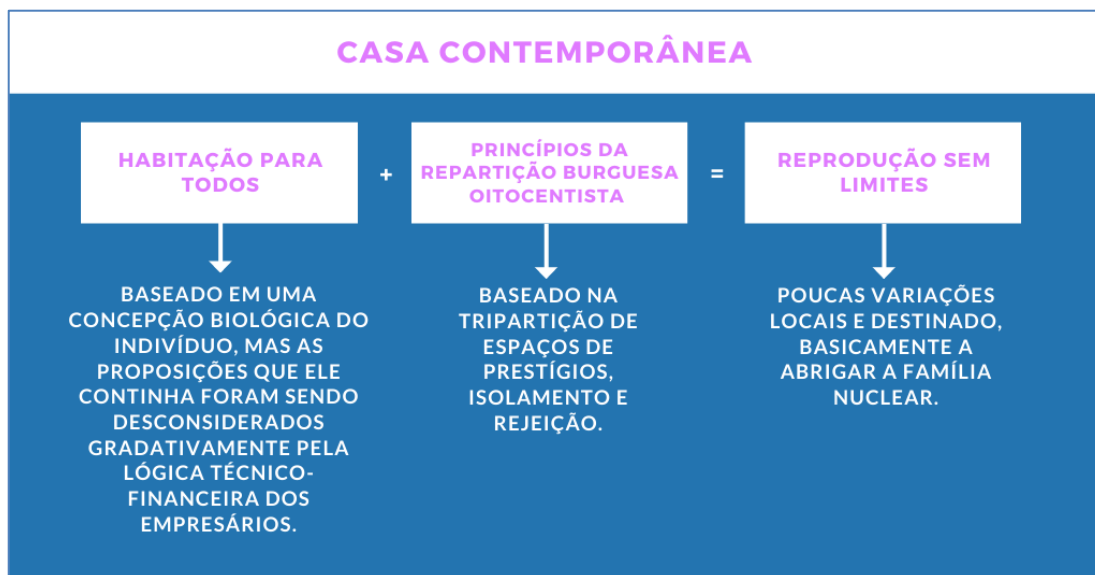 CASA CONTEMPORÂNEA
HABITAÇÃO PARA
TODOS
+
PRINCÍPIOS DA
REPARTIÇÃO BURGUESA
OITOCENTISTA
=
REPRODUÇÃO SEM
LIMITES
BASEADO EM UMA
CONCEPÇÃO BIOLÓGICA DO
INDIVÍDUO, MAS AS
PROPOSIÇÕES QUE ELE
CONTINHA FORAM SENDO
DESCONSIDERADOS
GRADATIVAMENTE PELA
LÓGICA TÉCNICO-
FINANCEIRA DOS
EMPRESÁRIOS.
BASEADO NA
TRIPARTIÇÃO DE
ESPAÇOS DE
PRESTÍGIOS,
ISOLAMENTO E
REJEIÇÃO.
POUCAS VARIAÇÕES
LOCAIS E DESTINADO,
BASICAMENTE A
ABRIGAR A FAMÍLIA
NUCLEAR.